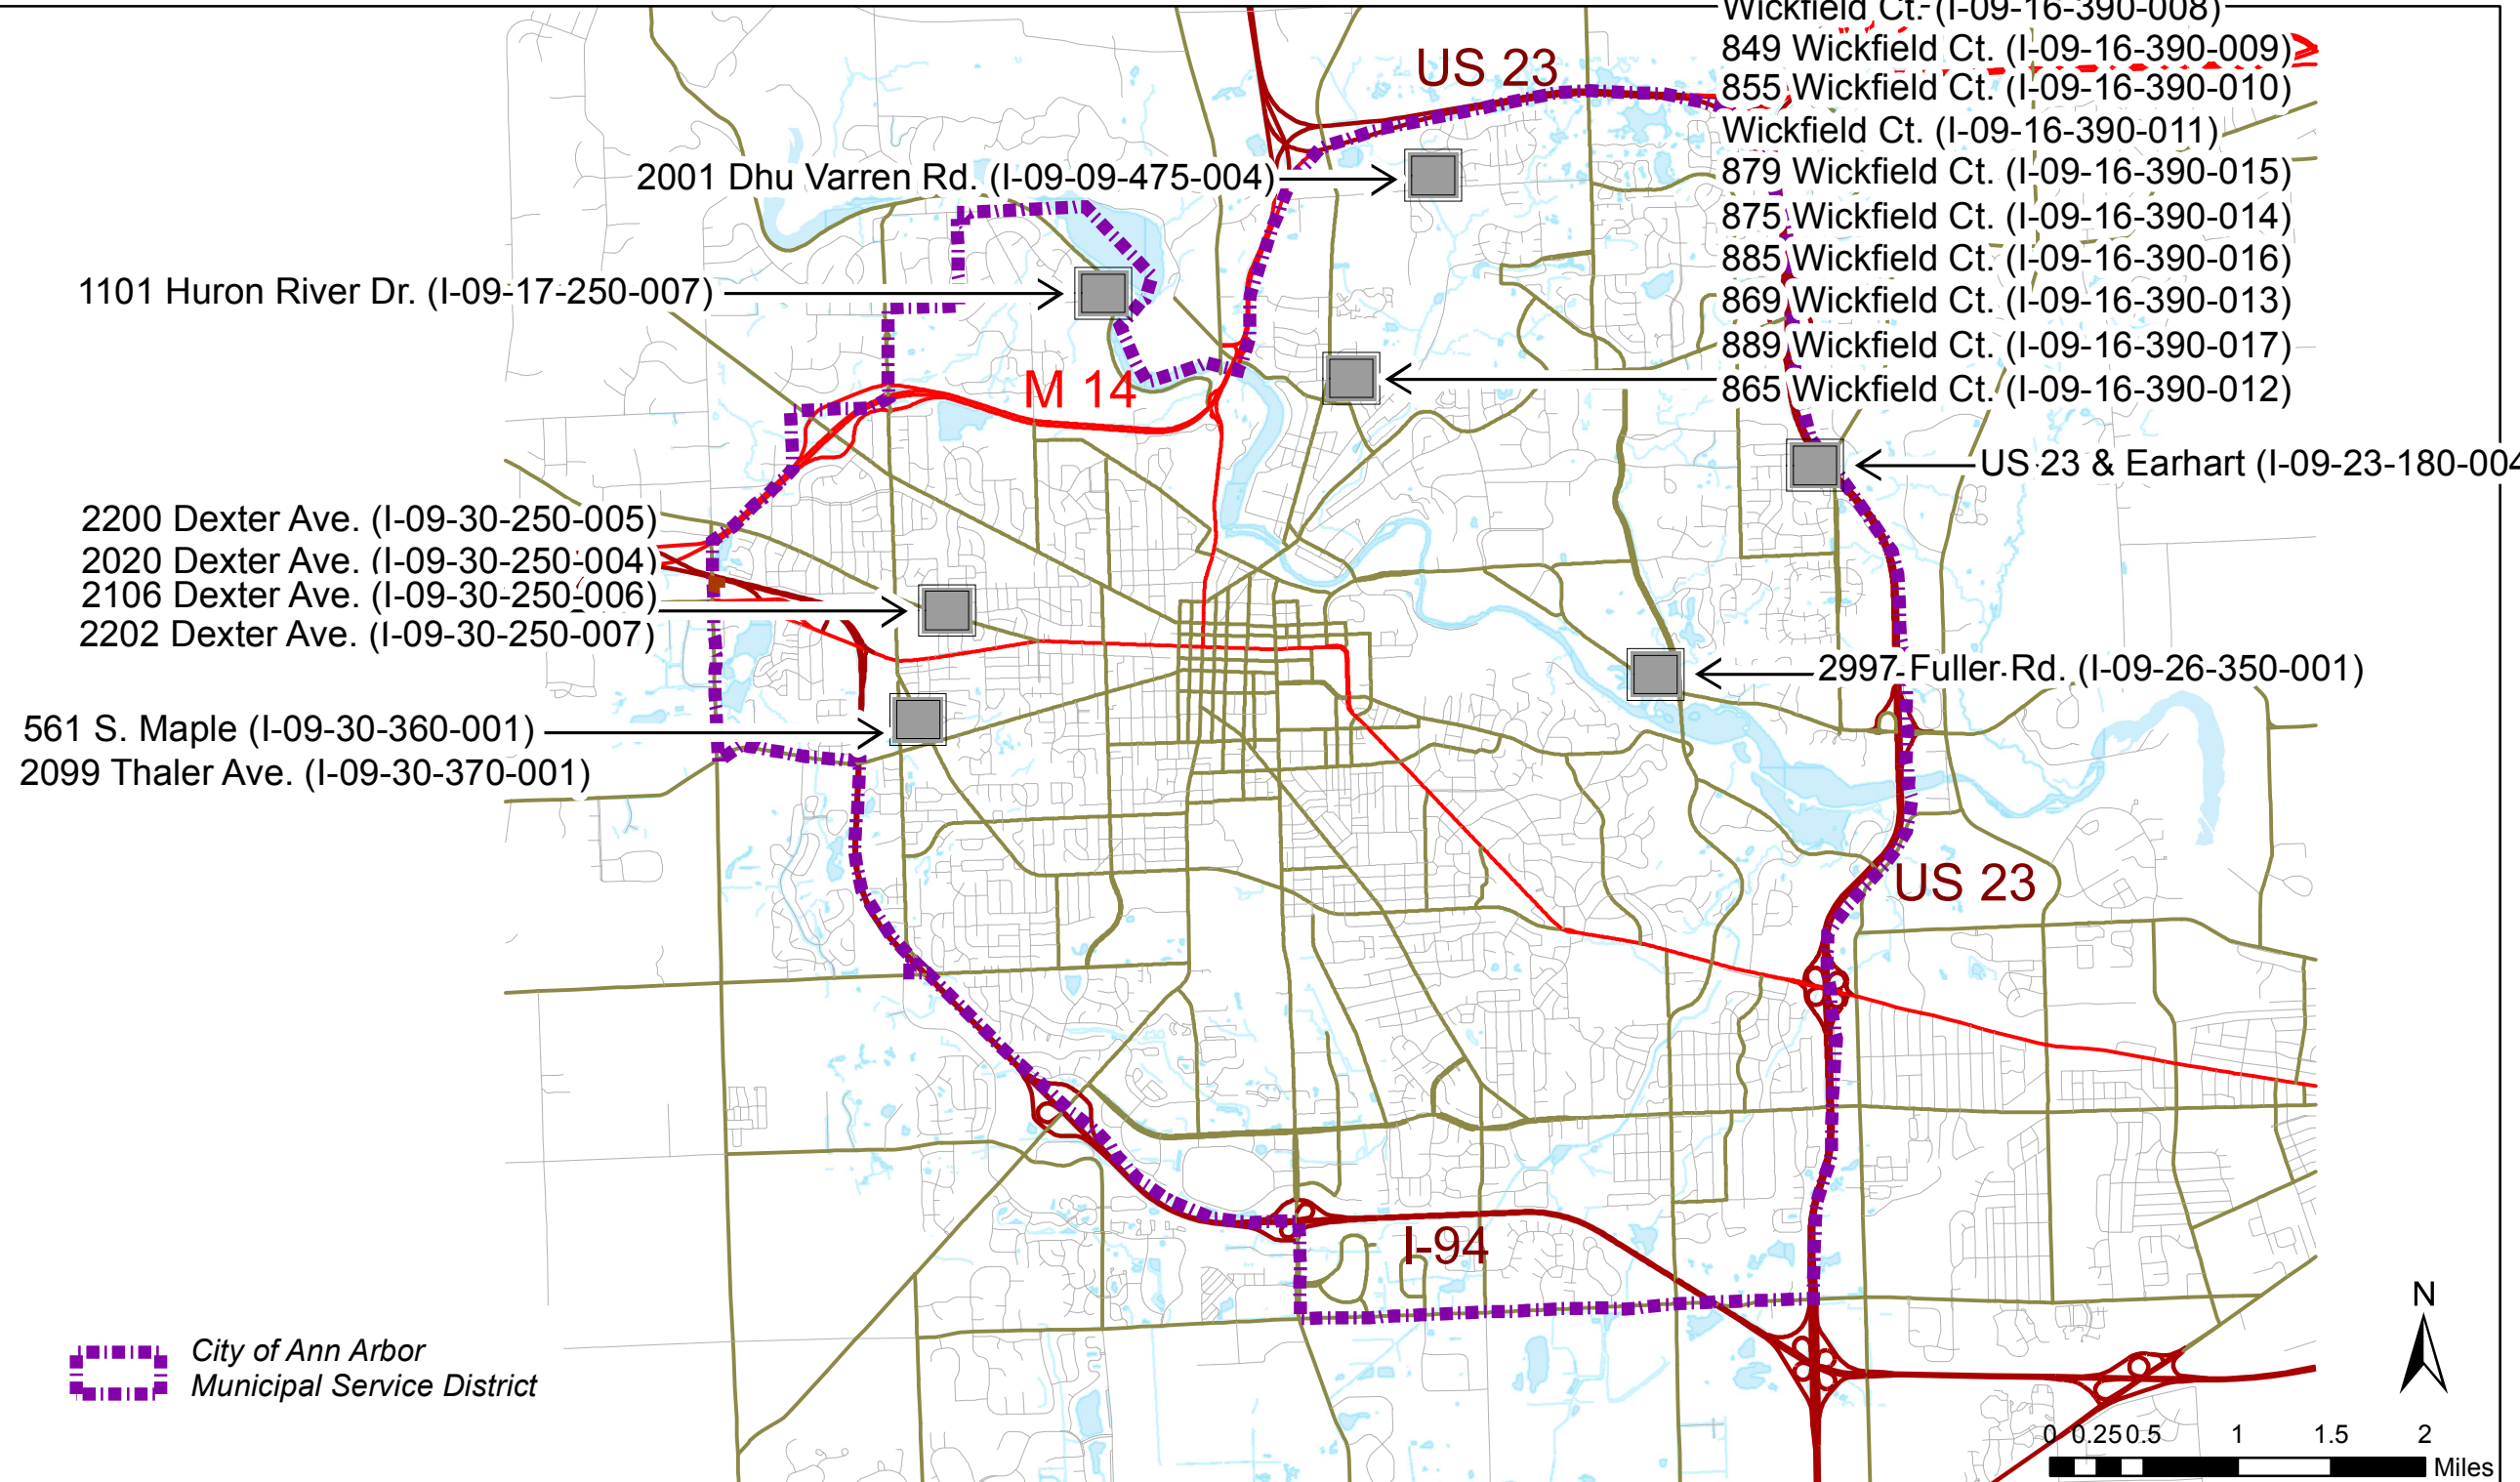 Wickfield Ct. (I-09-16-390-008)
849 Wickfield Ct. (I-09-16-390-009)
855 Wickfield Ct. (I-09-16-390-010)
Wickfield Ct. (I-09-16-390-011)
879 Wickfield Ct. (I-09-16-390-015)
875 Wickfield Ct. (I-09-16-390-014)
885 Wickfield Ct. (I-09-16-390-016)
869 Wickfield Ct. (I-09-16-390-013)
889 Wickfield Ct. (I-09-16-390-017)
865 Wickfield Ct. (I-09-16-390-012)
US 23
2001 Dhu Varren Rd. (I-09-09-475-004)
1101 Huron River Dr. (I-09-17-250-007)
M 14
US 23 & Earhart (I-09-23-180-004
2200 Dexter Ave. (I-09-30-250-005)
2020 Dexter Ave. (I-09-30-250-004)
2106 Dexter Ave. (I-09-30-250-006)
2202 Dexter Ave. (I-09-30-250-007)
2997 Fuller Rd. (I-09-26-350-001)
561 S. Maple (I-09-30-360-001)
2099 Thaler Ave. (I-09-30-370-001)
US 23
I-94
City of Ann Arbor
Municipal Service District
N
0 0.25 0.5 1 1.5 2
Miles